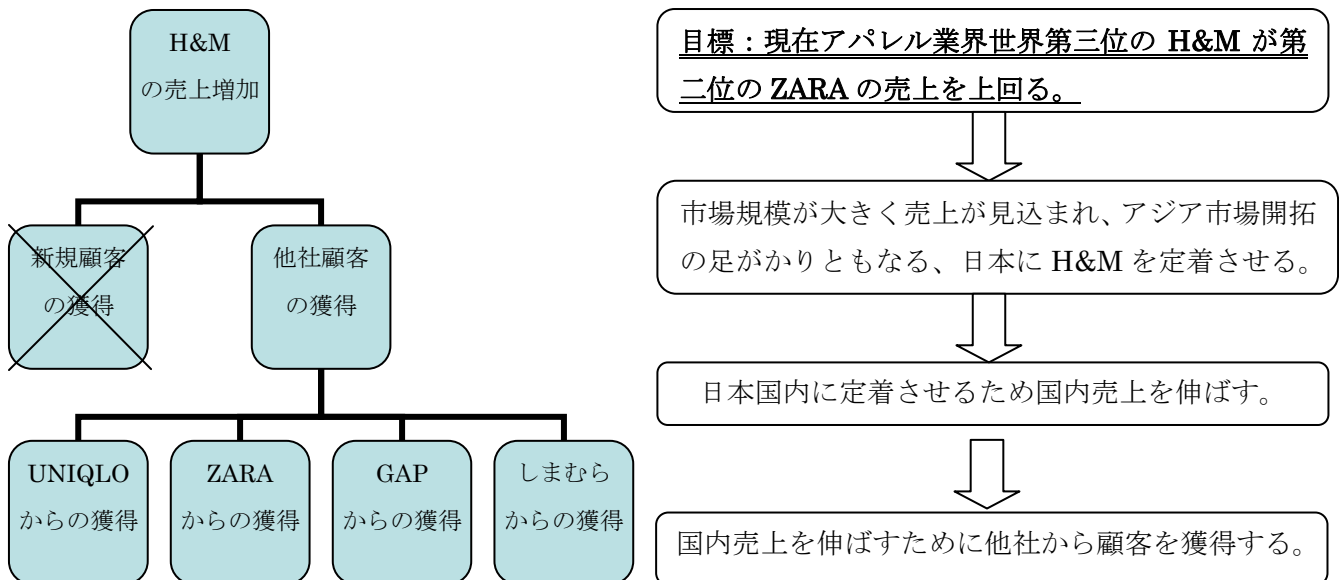 H&M
の売上増加
新規顧客
の獲得
他社顧客
の獲得
UNIQLO
からの獲得
ZARA
からの獲得
GAP
からの獲得
しまむら
からの獲得
目標：現在アパレル業界世界第三位の H&M が第
二位の ZARA の売上を上回る。
市場規模が大きく売上が見込まれ、アジア市場開拓
の足がかりともなる、日本に H&M を定着させる。
日本国内に定着させるため国内売上を伸ばす。
国内売上を伸ばすために他社から顧客を獲得する。